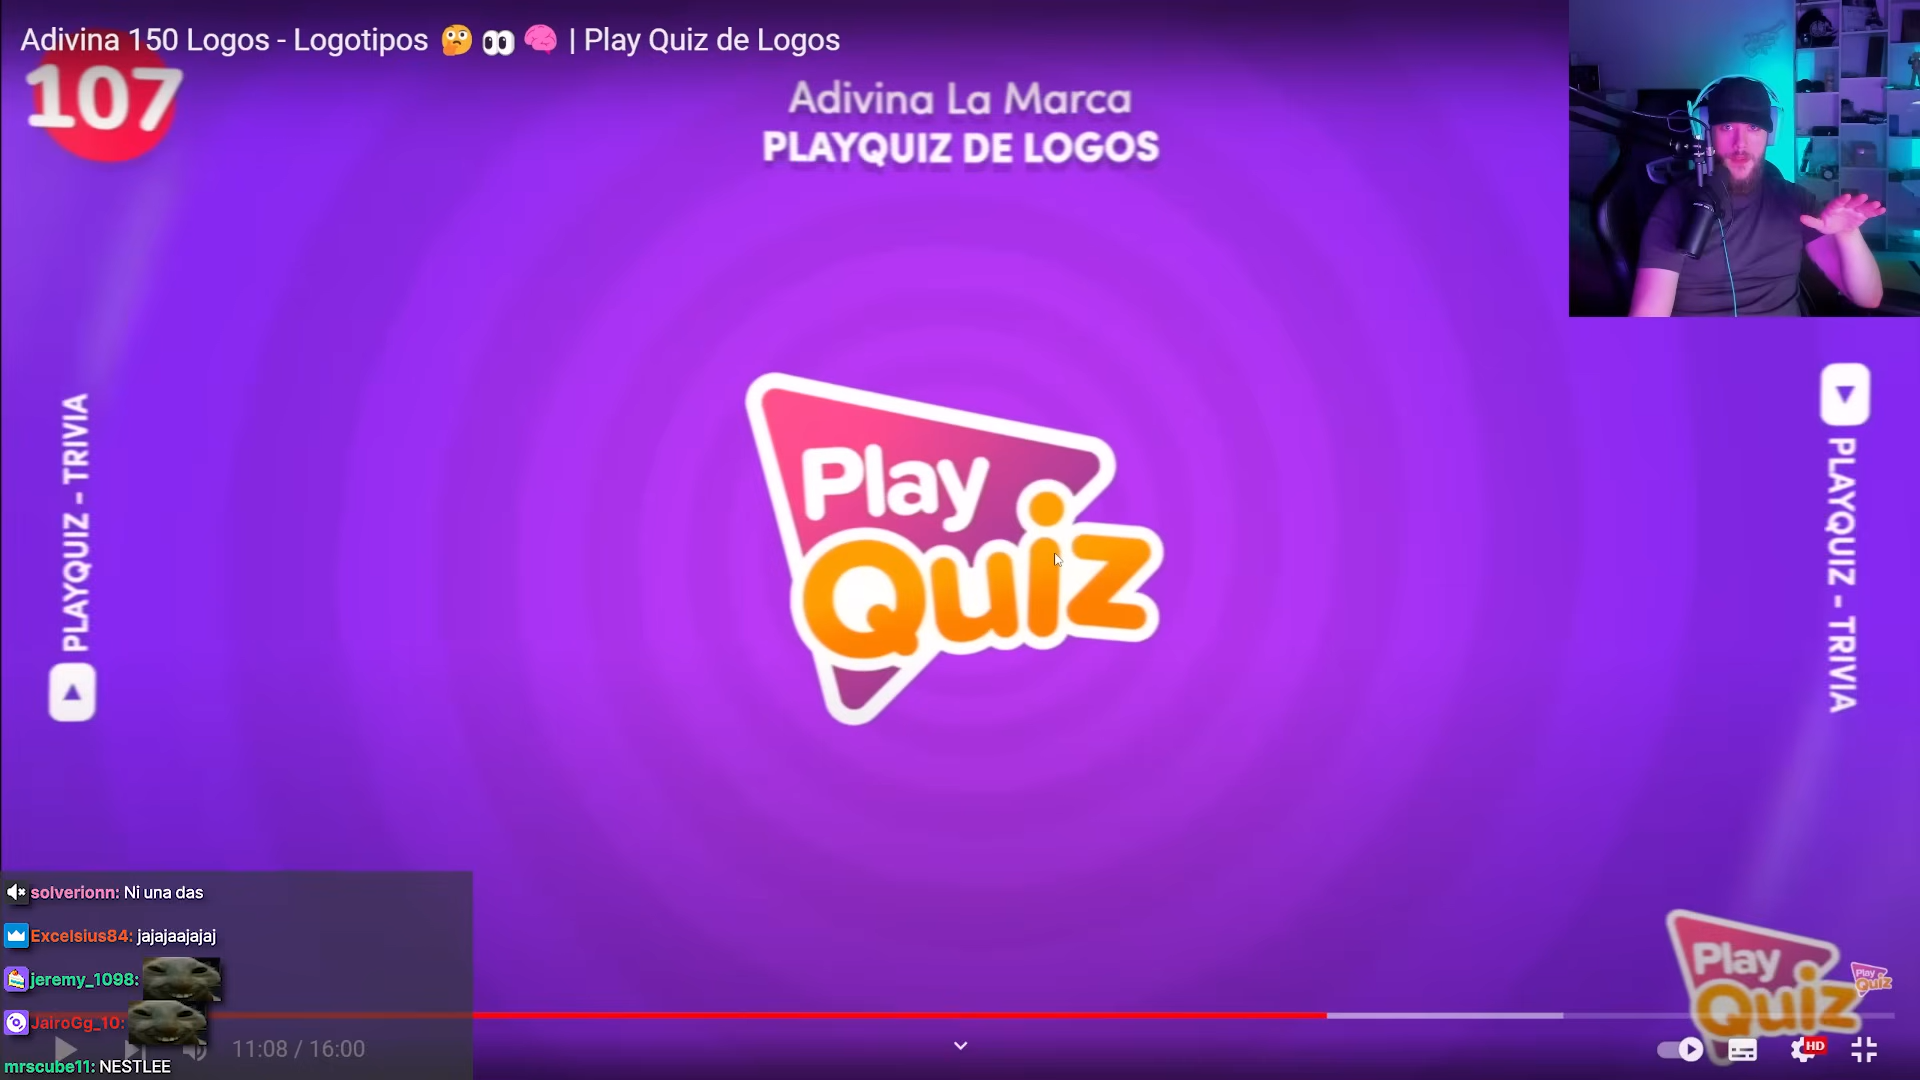 Adivina 150 Logos - Logotipos 🤔 👀 🧠 | Play Quiz de Logos
107
Adivina La Marca
PLAYQUIZ DE LOGOS
PLAYQUIZ - TRIVIA
Play
Quiz
PLAYQUIZ - TRIVIA
solverionn: Ni una das
Excelsius84: jajajaajajaj
jeremy_1098:
JairoGg_10:
mrscube11: NESTLEE
11:08 / 16:00
Play
Quiz
Play
Quiz
HD